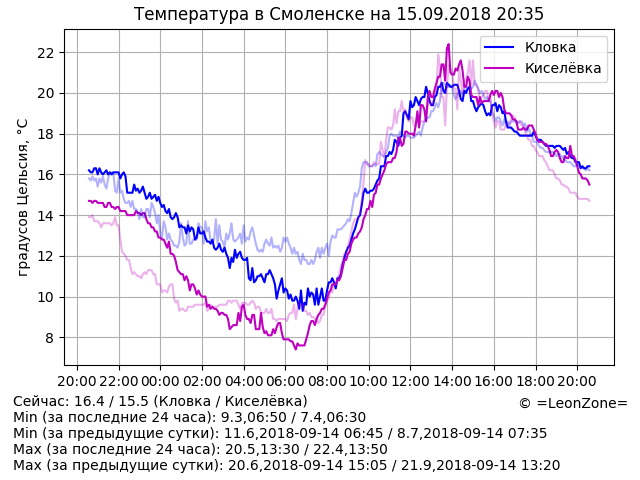 Температура в Смоленске на 15.09.2018 20:35
градусов Цельсия, °C
22
20
18
16
14
12
10
8
Кловка
Киселёвка
20:00 22:00 00:00 02:00 04:00 06:00 08:00 10:00 12:00 14:00 16:00 18:00 20:00
Сейчас: 16.4 / 15.5 (Кловка / Киселёвка)
© =LeonZone=
Min (за последние 24 часа): 9.3,06:50 / 7.4,06:30
Min (за предыдущие сутки): 11.6,2018-09-14 06:45 / 8.7,2018-09-14 07:35
Max (за последние 24 часа): 20.5,13:30 / 22.4,13:50
Max (за предыдущие сутки): 20.6,2018-09-14 15:05 / 21.9,2018-09-14 13:20